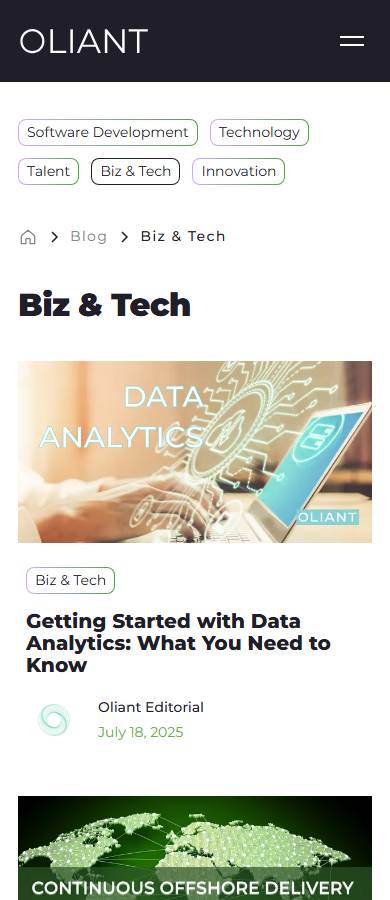 OLIANT
Software Development
Technology
Talent
Biz & Tech
Innovation
Blog
Biz & Tech
Biz & Tech
DATA
ANALYTICS
OLIANT
Biz & Tech
Getting Started with Data
Analytics: What You Need to
Know
Oliant Editorial
July 18, 2025
CONTINUOUS OFFSHORE DELIVERY